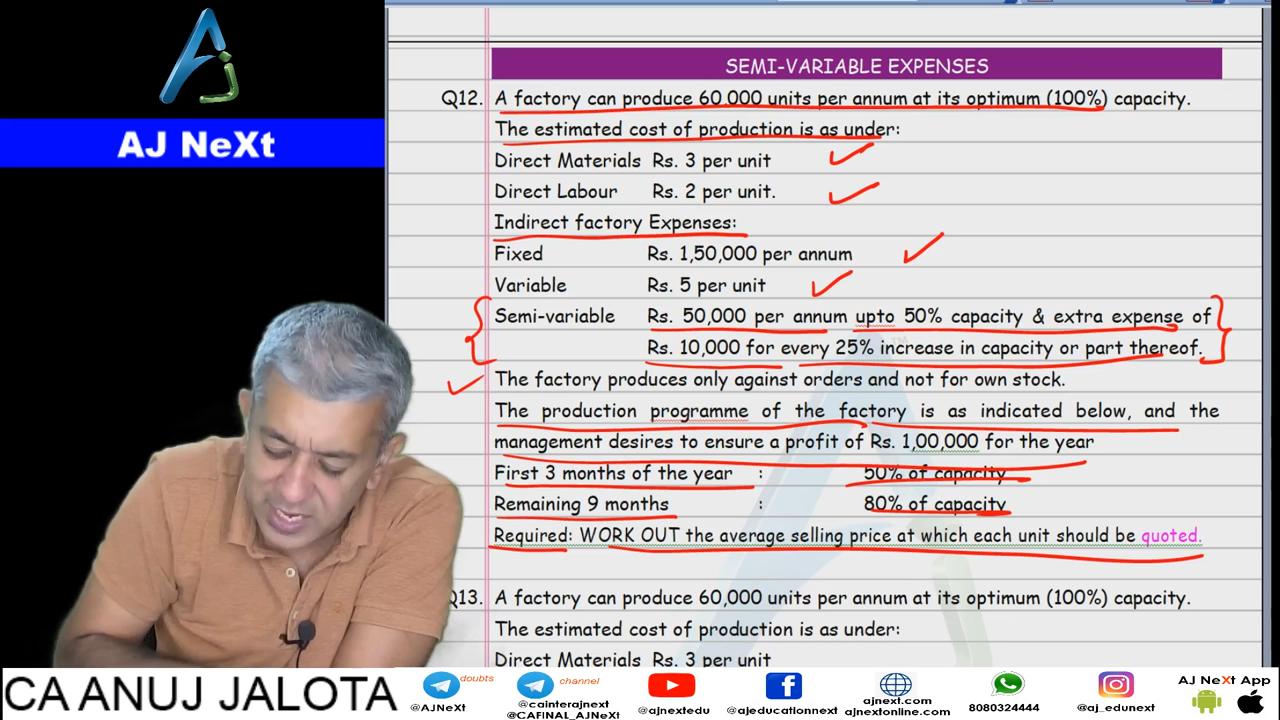 AJ NeXt
SEMI-VARIABLE EXPENSES
Q12. A factory can produce 60,000 units per annum at its optimum (100%) capacity.
The estimated cost of production is as under:
Direct Materials Rs. 3 per unit
Direct Labour Rs. 2 per unit.
Indirect factory Expenses:
Fixed Rs. 1,50,000 per annum
Variable Rs. 5 per unit
Semi-variable Rs. 50,000 per annum upto 50% capacity & extra expense of
Rs. 10,000 for every 25% increase in capacity or part thereof.
The factory produces only against orders and not for own stock.
The production programme of the factory is as indicated below, and the
management desires to ensure a profit of Rs. 1,00,000 for the year
First 3 months of the year : 50% of capacity
Remaining 9 months : 80% of capacity
Required: WORK OUT the average selling price at which each unit should be quoted.
Q13. A factory can produce 60,000 units per annum at its optimum (100%) capacity.
The estimated cost of production is as under:
Direct Materials Rs. 3 per unit
CA ANUJ JALOTA
doubts
@AJNeXt
channel
@cainterajnext
@CAFINAL_AJNeXt
@ajnextedu
@ajeducationnext
ajnext.com
ajnextonline.com
8080324444
@aj_edunext
AJ NeXt App